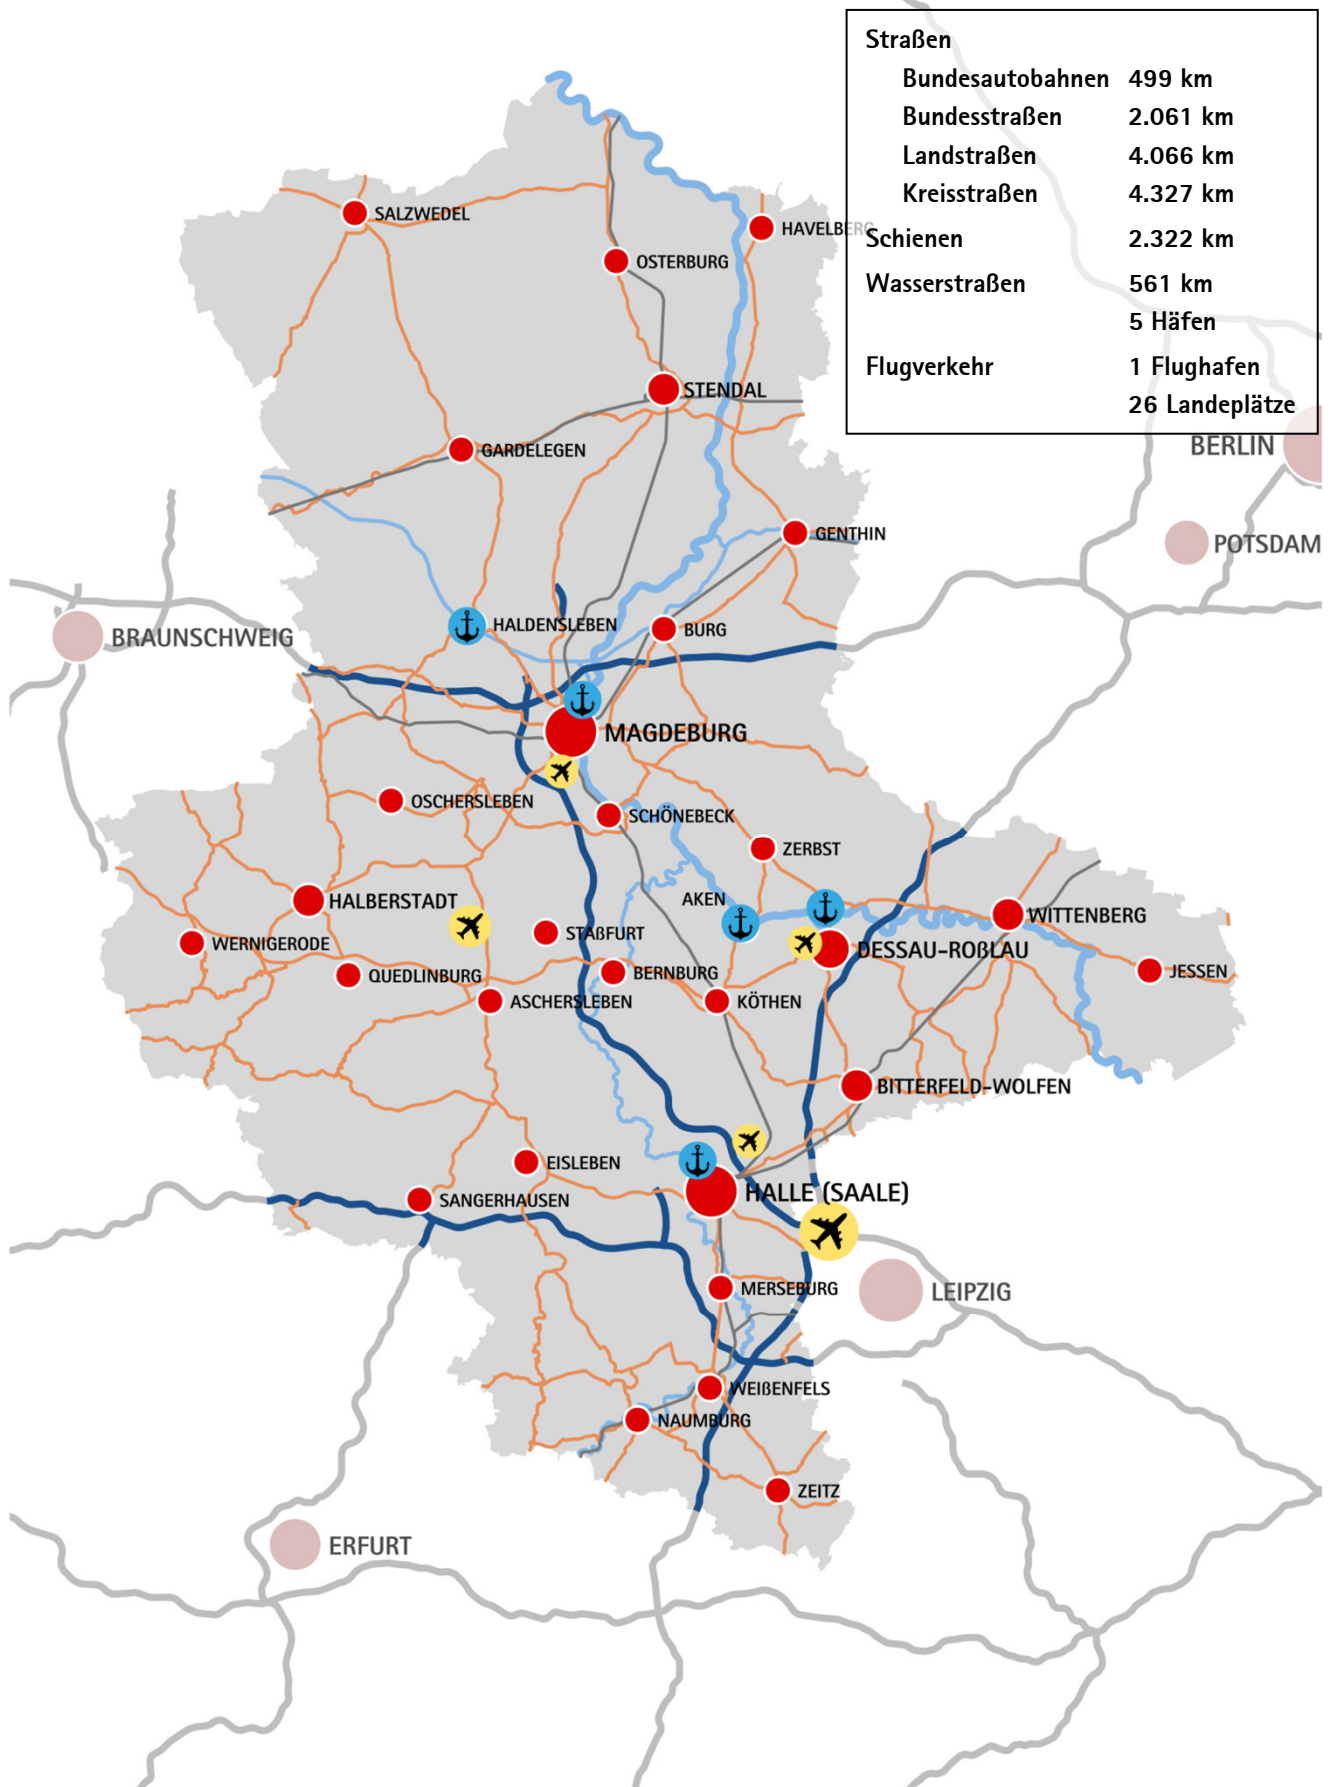 Straßen
Bundesautobahnen 499 km
Bundesstraßen 2.061 km
Landstraßen 4.066 km
Kreisstraßen 4.327 km
Schienen 2.322 km
Wasserstraßen 561 km
5 Häfen
Flugverkehr 1 Flughafen
26 Landeplätze
SALZWEDEL
HAVELBERG
OSTERBURG
STENDAL
BERLIN
GARDELEGEN
GENTHIN
POTSDAM
HALDENSLEBEN
BURG
BRAUNSCHWEIG
MAGDEBURG
OSCHERSLEBEN
SCHÖNEBECK
ZERBST
AKEN
HALBERSTADT
WITTENBERG
STAßFURT
WERNIGERODE
DESSAU-ROßLAU
QUEDLINBURG
BERNBURG
JESSEN
ASCHERSLEBEN
KÖTHEN
BITTERFELD-WOLFEN
EISLEBEN
HALLE (SAALE)
SANGERHAUSEN
MERSEBURG
LEIPZIG
WEIßENFELS
NAUMBURG
ZEITZ
ERFURT